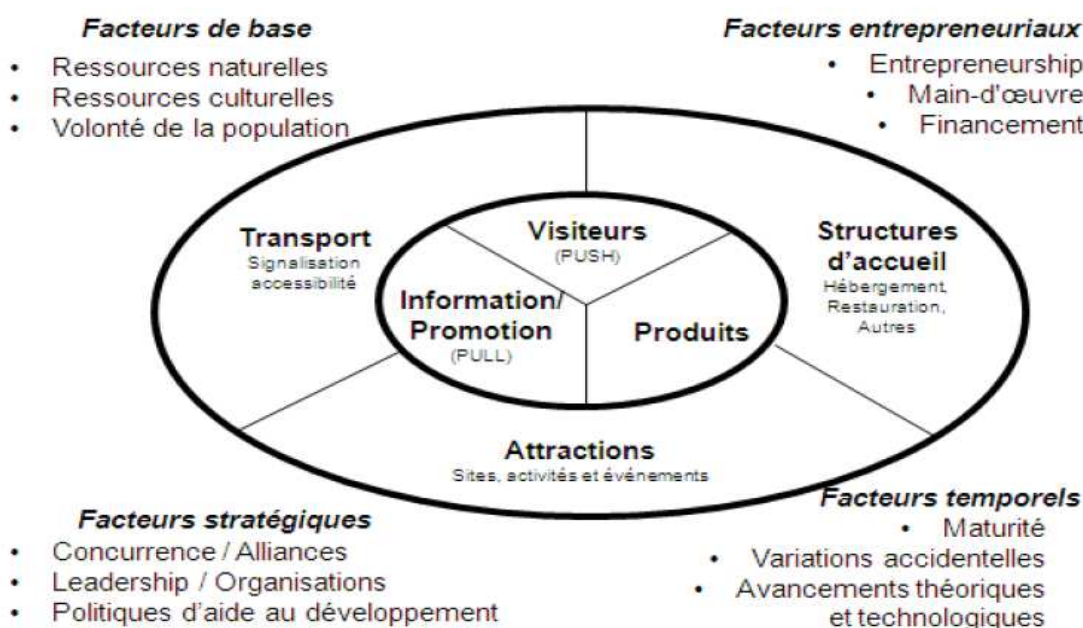 Facteurs de base
• Ressources naturelles
• Ressources culturelles
• Volonté de la population
Facteurs entrepreneuriaux
• Entrepreneurship
• Main-d'œuvre
• Financement
Transport
Signalisation
accessibilité
Visiteurs
(PUSH)
Information/
Promotion
(PULL)
Produits
Structures
d'accueil
Hébergement,
Restauration,
Autres
Attractions
Sites, activités et événements
Facteurs stratégiques
• Concurrence / Alliances
• Leadership / Organisations
• Politiques d'aide au développement
Facteurs temporels
• Maturité
• Variations accidentelles
• Avancements théoriques
et technologiques